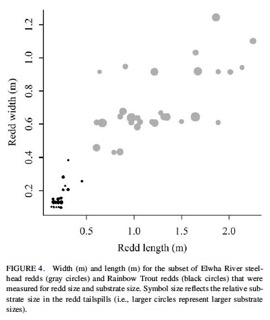 1.2
1.0
0.8
0.6
0.4
0.2
Redd width (m)
0.5 1.0 1.5 2.0
Redd length (m)
FIGURE 4. Width (m) and length (m) for the subset of Elwha River steel-
head redds (gray circles) and Rainbow Trout redds (black circles) that were
measured for redd size and substrate size. Symbol size reflects the relative sub-
strate size in the redd tailspills (i.e., larger circles represent larger substrate
sizes).